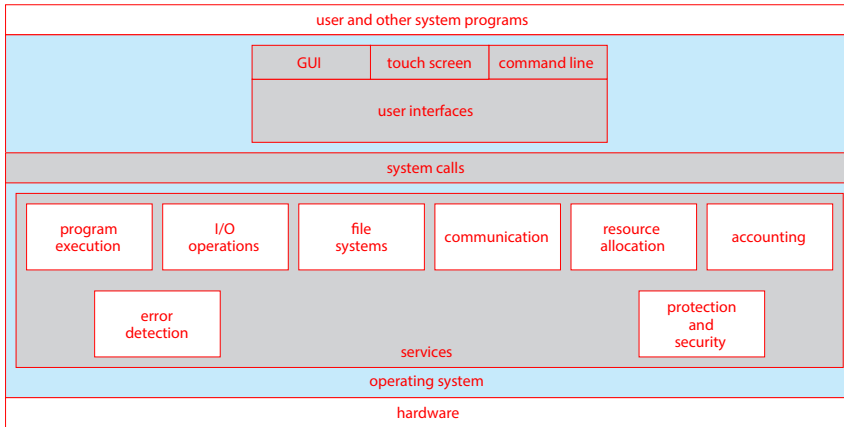 user and other system programs
GUI
touch screen
command line
user interfaces
system calls
program
execution
I/O
operations
file
systems
communication
resource
allocation
accounting
error
detection
protection
and
security
services
operating system
hardware